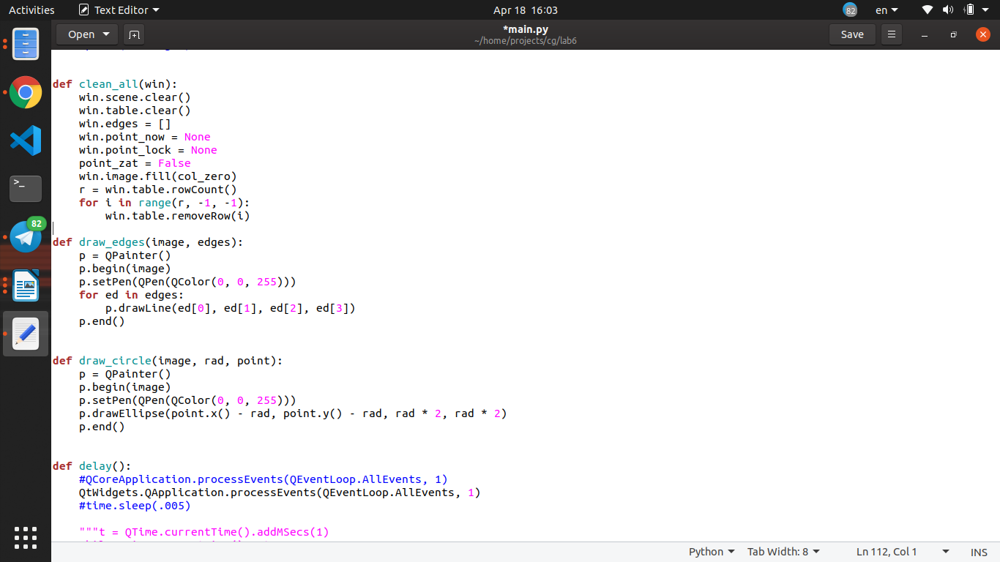 Activities Text Editor Apr 18 16:03 82 en
Open *main.py Save
~/home/projects/cg/lab6
def clean_all(win):
    win.scene.clear()
    win.table.clear()
    win.edges = []
    win.point_now = None
    win.point_lock = None
    point_zat = False
    win.image.fill(col_zero)
    r = win.table.rowCount()
    for i in range(r, -1, -1):
        win.table.removeRow(i)
def draw_edges(image, edges):
    p = QPainter()
    p.begin(image)
    p.setPen(QPen(QColor(0, 0, 255)))
    for ed in edges:
        p.drawLine(ed[0], ed[1], ed[2], ed[3])
    p.end()
def draw_circle(image, rad, point):
    p = QPainter()
    p.begin(image)
    p.setPen(QPen(QColor(0, 0, 255)))
    p.drawEllipse(point.x() - rad, point.y() - rad, rad * 2, rad * 2)
    p.end()
def delay():
    #QCoreApplication.processEvents(QEventLoop.AllEvents, 1)
    QtWidgets.QApplication.processEvents(QEventLoop.AllEvents, 1)
    #time.sleep(.005)
    """t = QTime.currentTime().addMSecs(1)
>_
82
Python Tab Width: 8 Ln 112, Col 1 INS